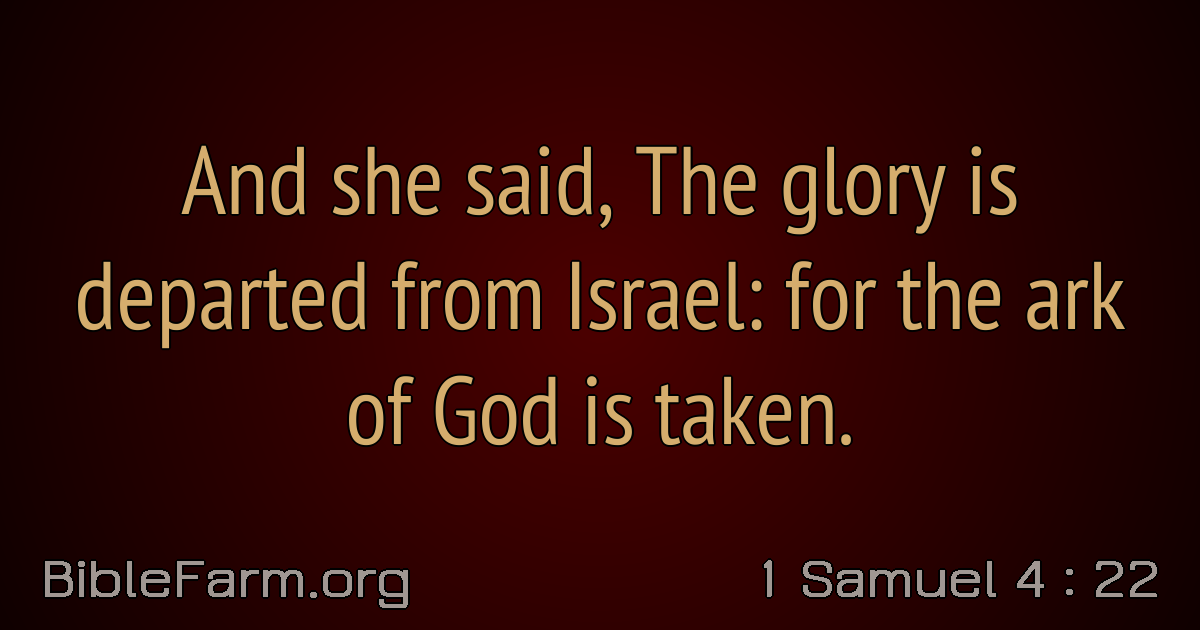 And she said, The glory is
departed from Israel: for the ark
of God is taken.
BibleFarm.org
1 Samuel 4 : 22